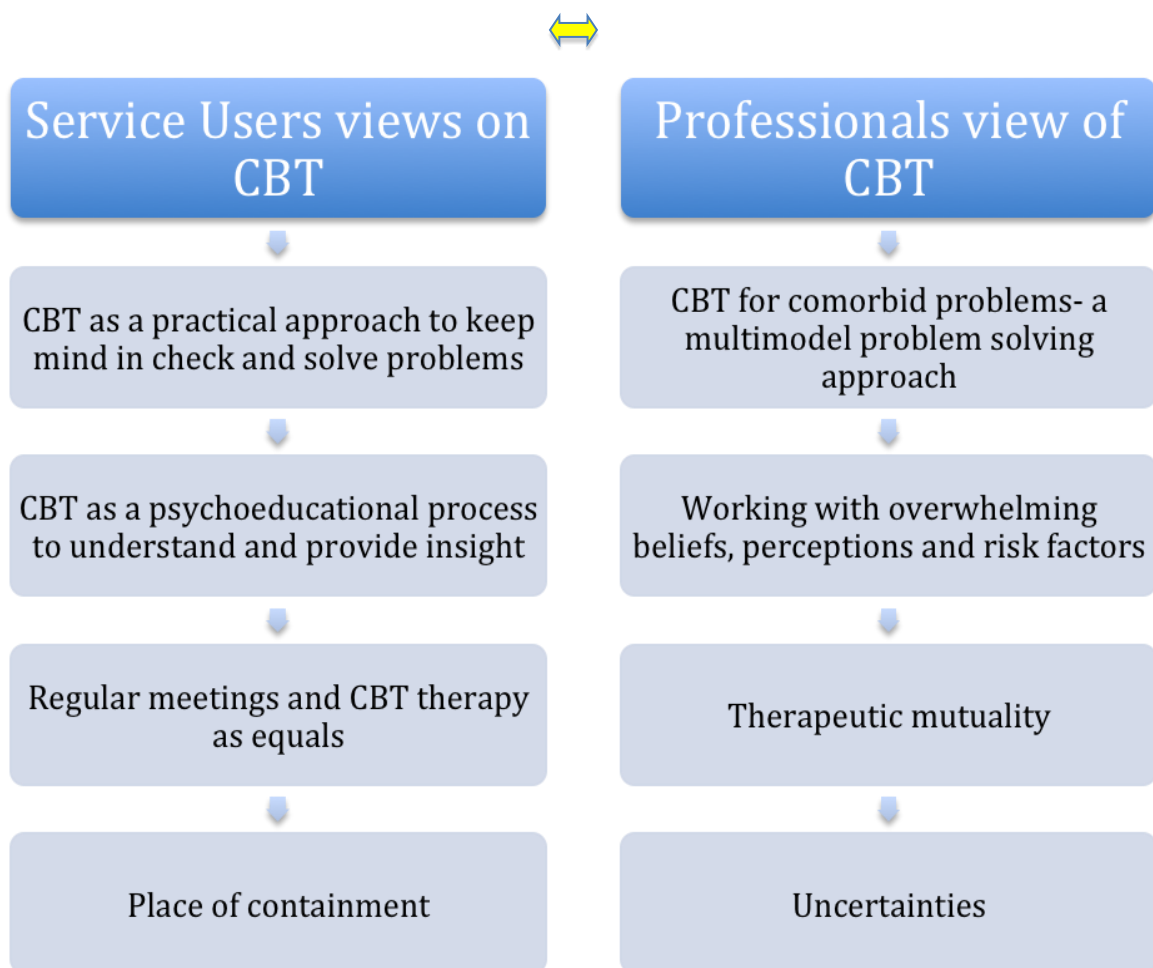 Service Users views on
CBT
CBT as a practical approach to keep
mind in check and solve problems
CBT as a psychoeducational process
to understand and provide insight
Regular meetings and CBT therapy
as equals
Place of containment
Professionals view of
CBT
CBT for comorbid problems- a
multimodel problem solving
approach
Working with overwhelming
beliefs, perceptions and risk factors
Therapeutic mutuality
Uncertainties